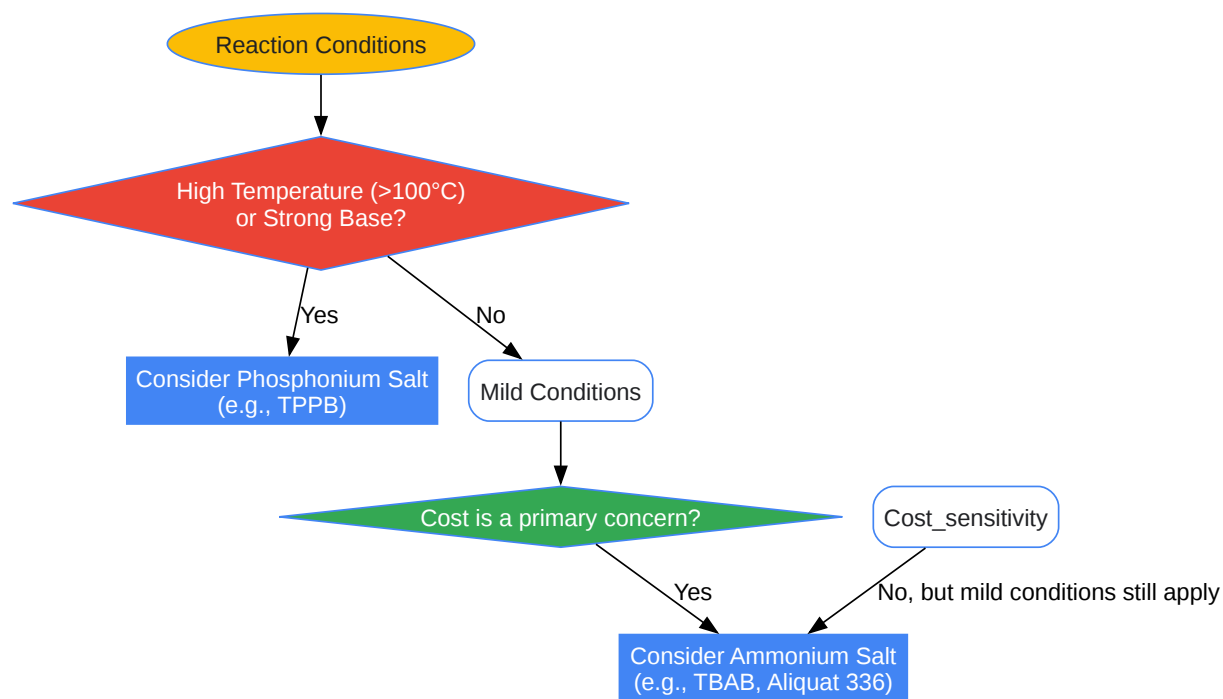 Reaction Conditions
High Temperature (>100°C)
or Strong Base?
Yes
No
Consider Phosphonium Salt
(e.g., TPPB)
Mild Conditions
Cost is a primary concern?
Cost_sensitivity
Yes
No, but mild conditions still apply
Consider Ammonium Salt
(e.g., TBAB, Aliquat 336)